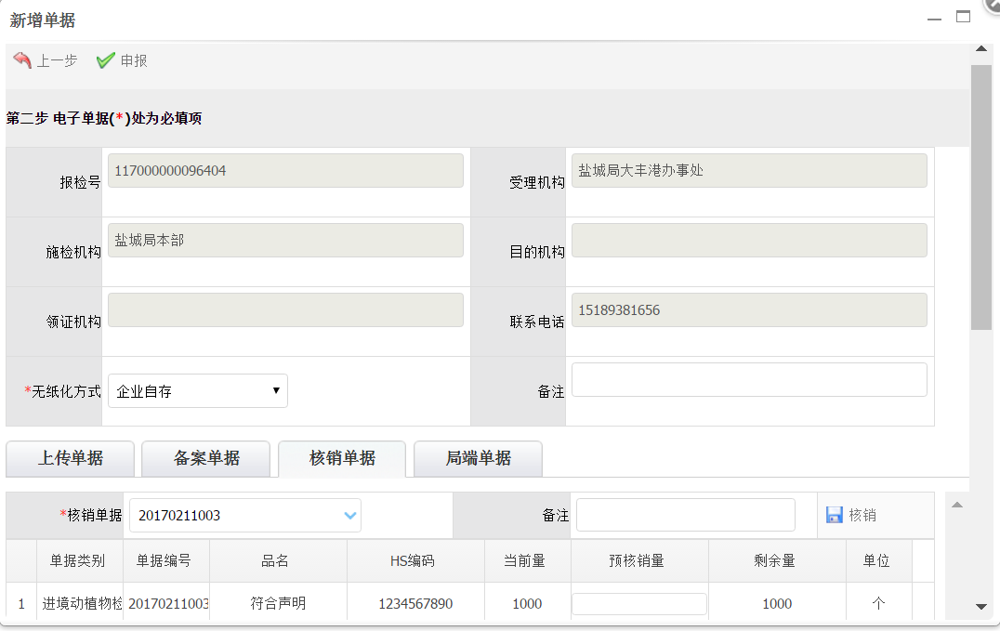 新增单据
上一步 申报
第二步 电子单据(*)处为必填项
报检号 117000000096404 受理机构 盐城局大丰港办事处
施检机构 盐城局本部 目的机构
领证机构 联系电话 15189381656
*无纸化方式 企业自存 备注
上传单据 备案单据 核销单据 局端单据
*核销单据 20170211003 备注 核销
单据类别 单据编号 品名 HS编码 当前量 预核销量 剩余量 单位
1 进境动植物检 20170211003 符合声明 1234567890 1000 1000 个